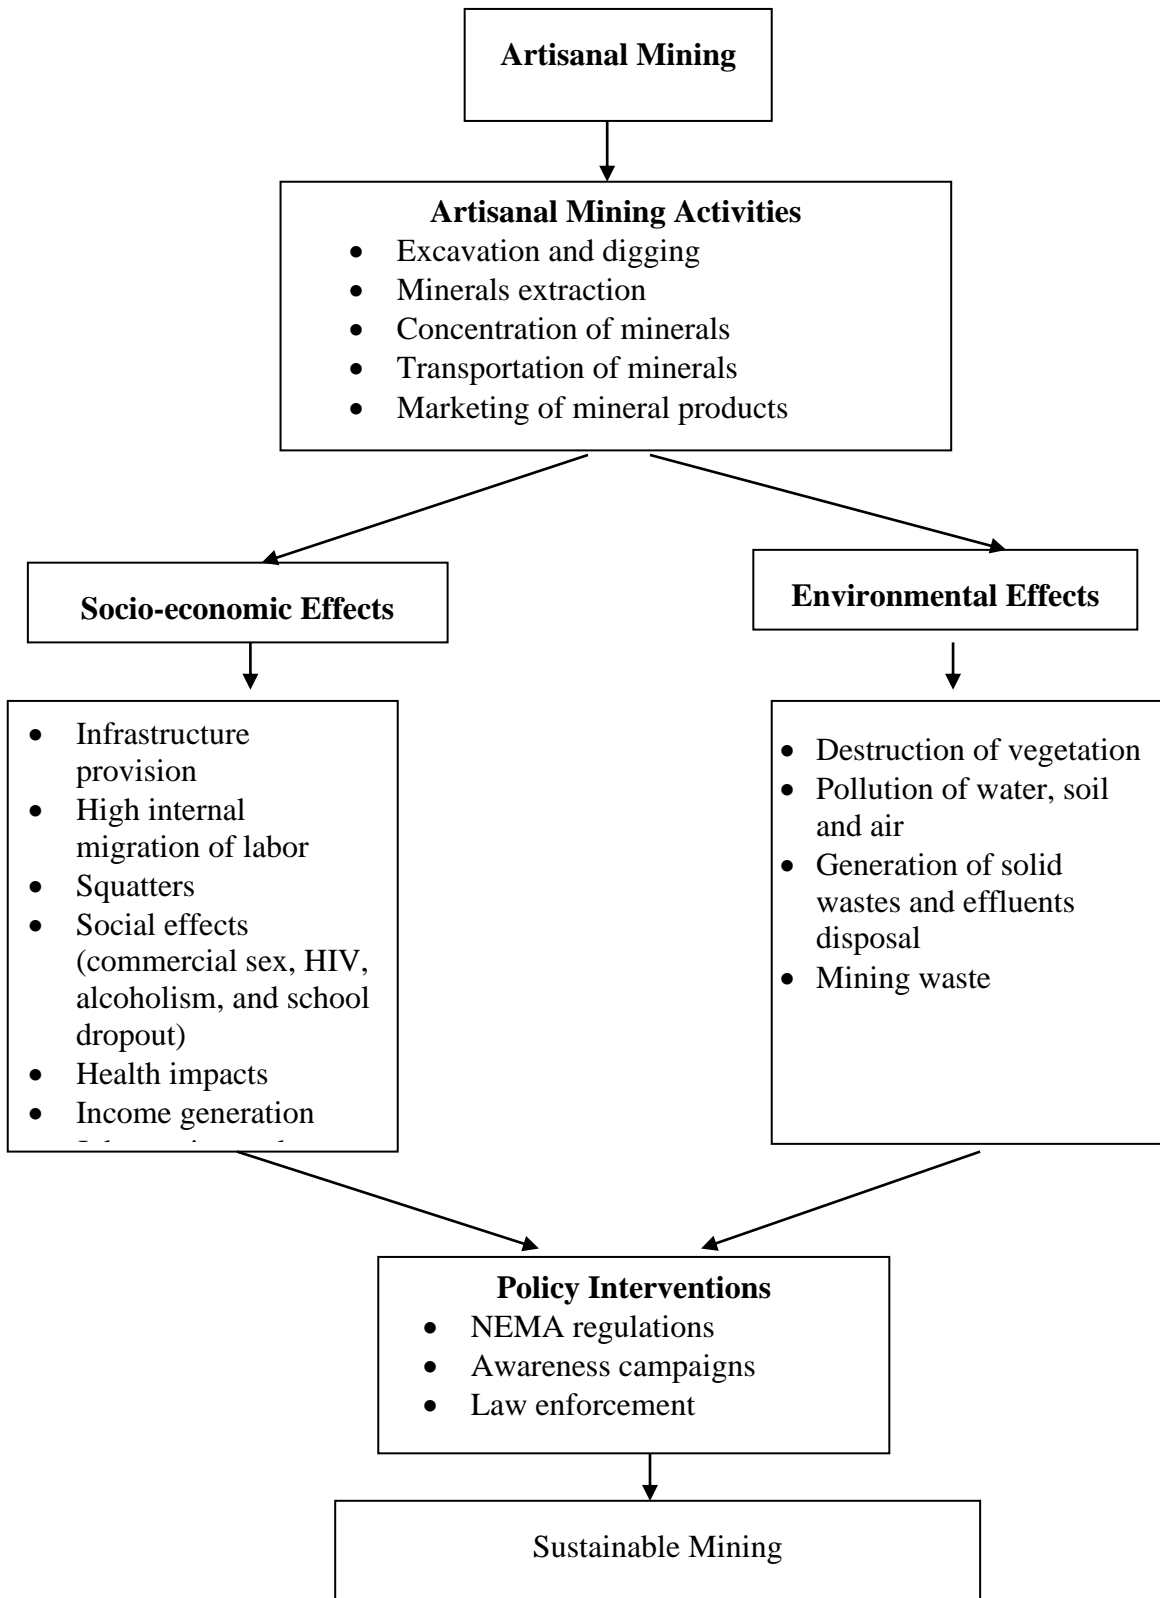 Artisanal Mining
Artisanal Mining Activities
• Excavation and digging
• Minerals extraction
• Concentration of minerals
• Transportation of minerals
• Marketing of mineral products
Socio-economic Effects
Environmental Effects
• Infrastructure
provision
• High internal
migration of labor
• Squatters
• Social effects
(commercial sex, HIV,
alcoholism, and school
dropout)
• Health impacts
• Income generation
• Destruction of vegetation
• Pollution of water, soil
and air
• Generation of solid
wastes and effluents
disposal
• Mining waste
Policy Interventions
• NEMA regulations
• Awareness campaigns
• Law enforcement
Sustainable Mining